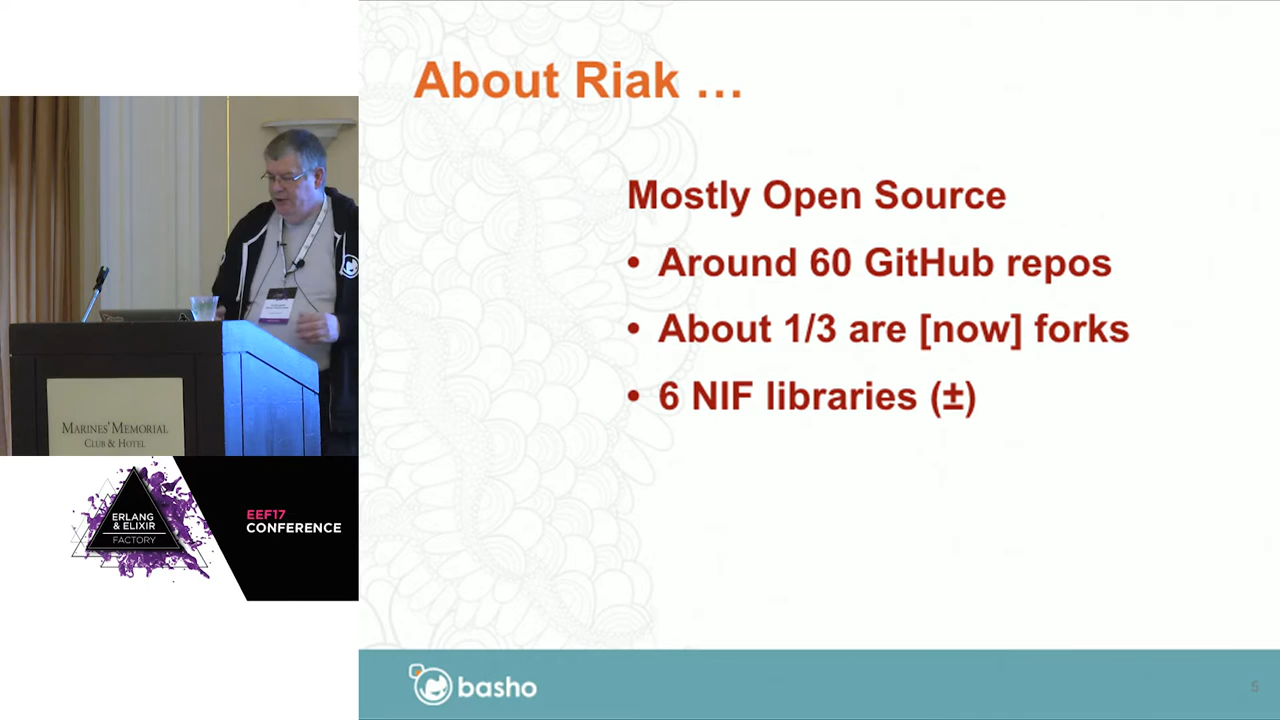 About Riak ...
Mostly Open Source
• Around 60 GitHub repos
• About 1/3 are [now] forks
• 6 NIF libraries (±)
MARINES' MEMORIAL
CLUB & HOTEL
ERLANG
& ELIXIR
FACTORY
EEF17
CONFERENCE
basho
5